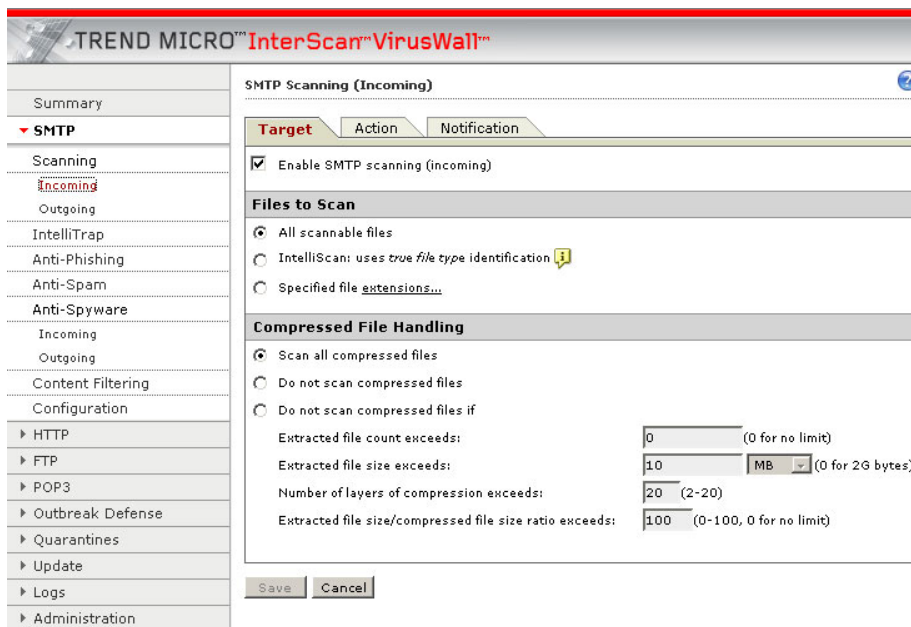 TREND MICRO™ InterScan™ VirusWall™
Summary
SMTP
Scanning
Incoming
Outgoing
IntelliTrap
Anti-Phishing
Anti-Spam
Anti-Spyware
Incoming
Outgoing
Content Filtering
Configuration
HTTP
FTP
POP3
Outbreak Defense
Quarantines
Update
Logs
Administration
SMTP Scanning (Incoming)
?
Target Action Notification
Enable SMTP scanning (incoming)
Files to Scan
All scannable files
IntelliScan: uses true file type identification i
Specified file extensions...
Compressed File Handling
Scan all compressed files
Do not scan compressed files
Do not scan compressed files if
Extracted file count exceeds: 0 (0 for no limit)
Extracted file size exceeds: 10 MB (0 for 2G bytes)
Number of layers of compression exceeds: 20 (2-20)
Extracted file size/compressed file size ratio exceeds: 100 (0-100, 0 for no limit)
Save Cancel